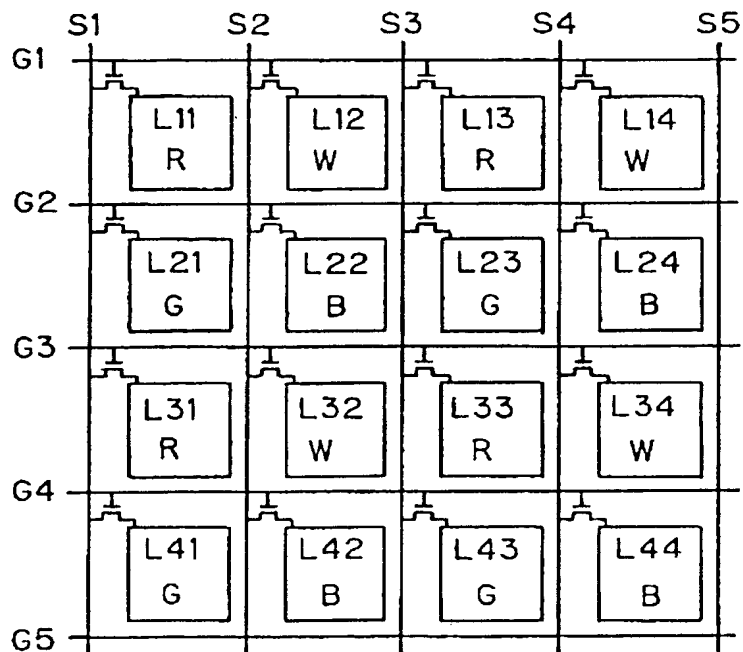 S1 S2 S3 S4 S5
G1
L11 L12 L13 L14
R W R W
G2
L21 L22 L23 L24
G B G B
G3
L31 L32 L33 L34
R W R W
G4
L41 L42 L43 L44
G B G B
G5